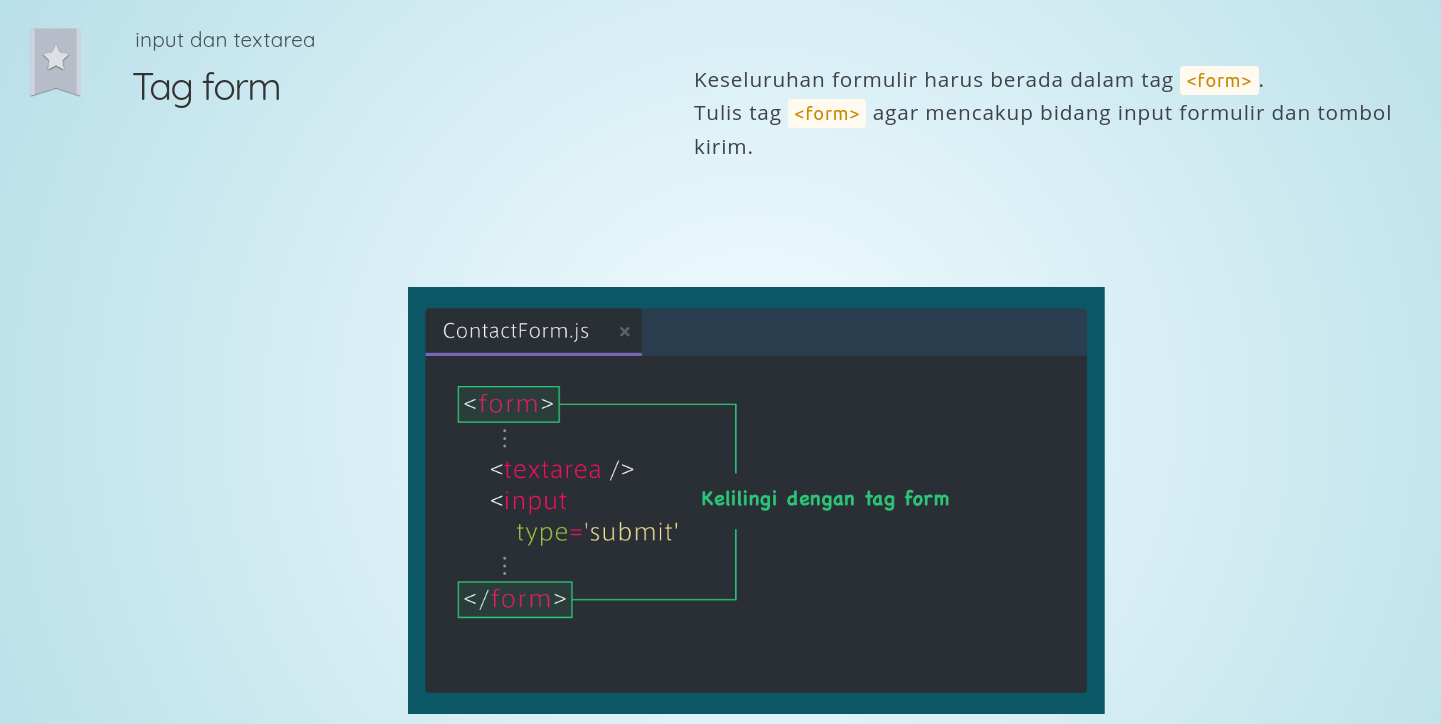 input dan textarea
Tag form
Keseluruhan formulir harus berada dalam tag <form>.
Tulis tag <form> agar mencakup bidang input formulir dan tombol
kirim.
ContactForm.js ×
<form>
⋮
<textarea />
<input
Kelilingi dengan tag form
type='submit'
⋮
</form>